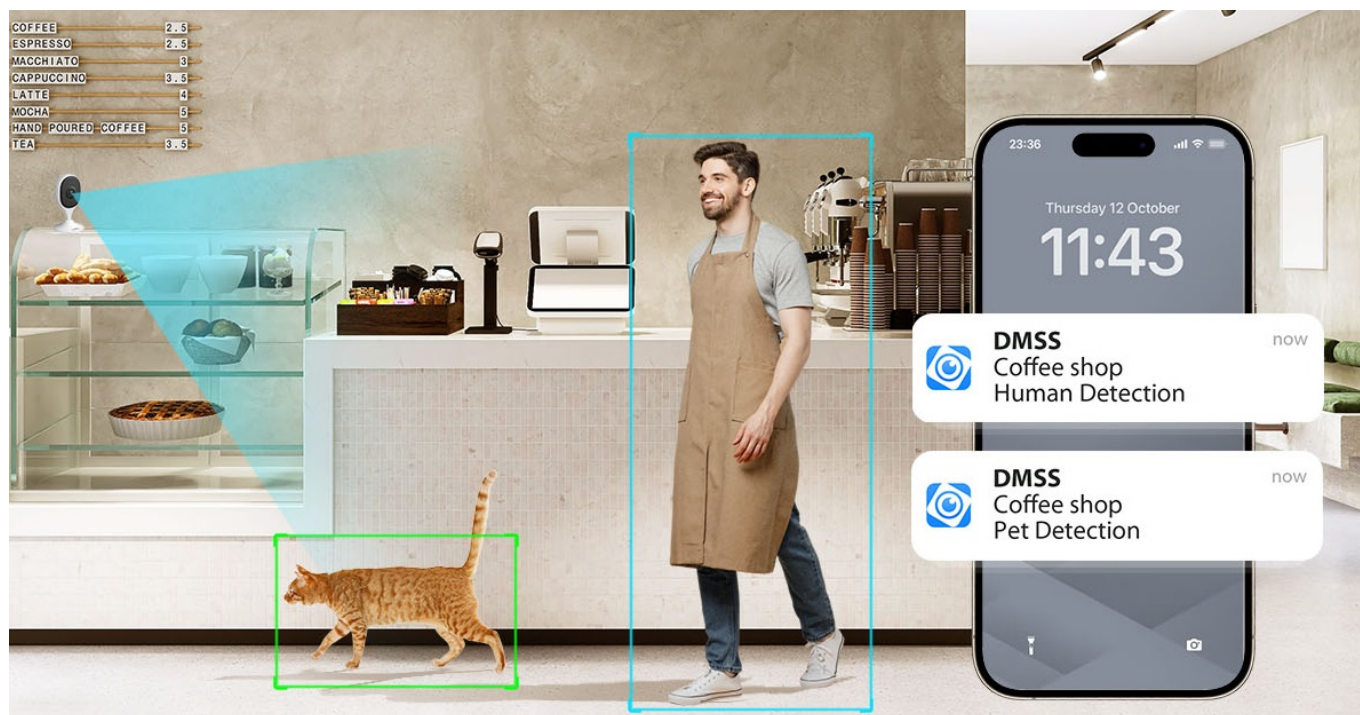 COFFEE 2.5
ESPRESSO 2.5
MACCHIATO 3
CAPPUCCINO 3.5
LATTE 4
MOCHA 5
HAND POURED COFFEE 5
TEA 3.5
23:36
Thursday 12 October
11:43
DMSS
now
Coffee shop
Human Detection
DMSS
now
Coffee shop
Pet Detection